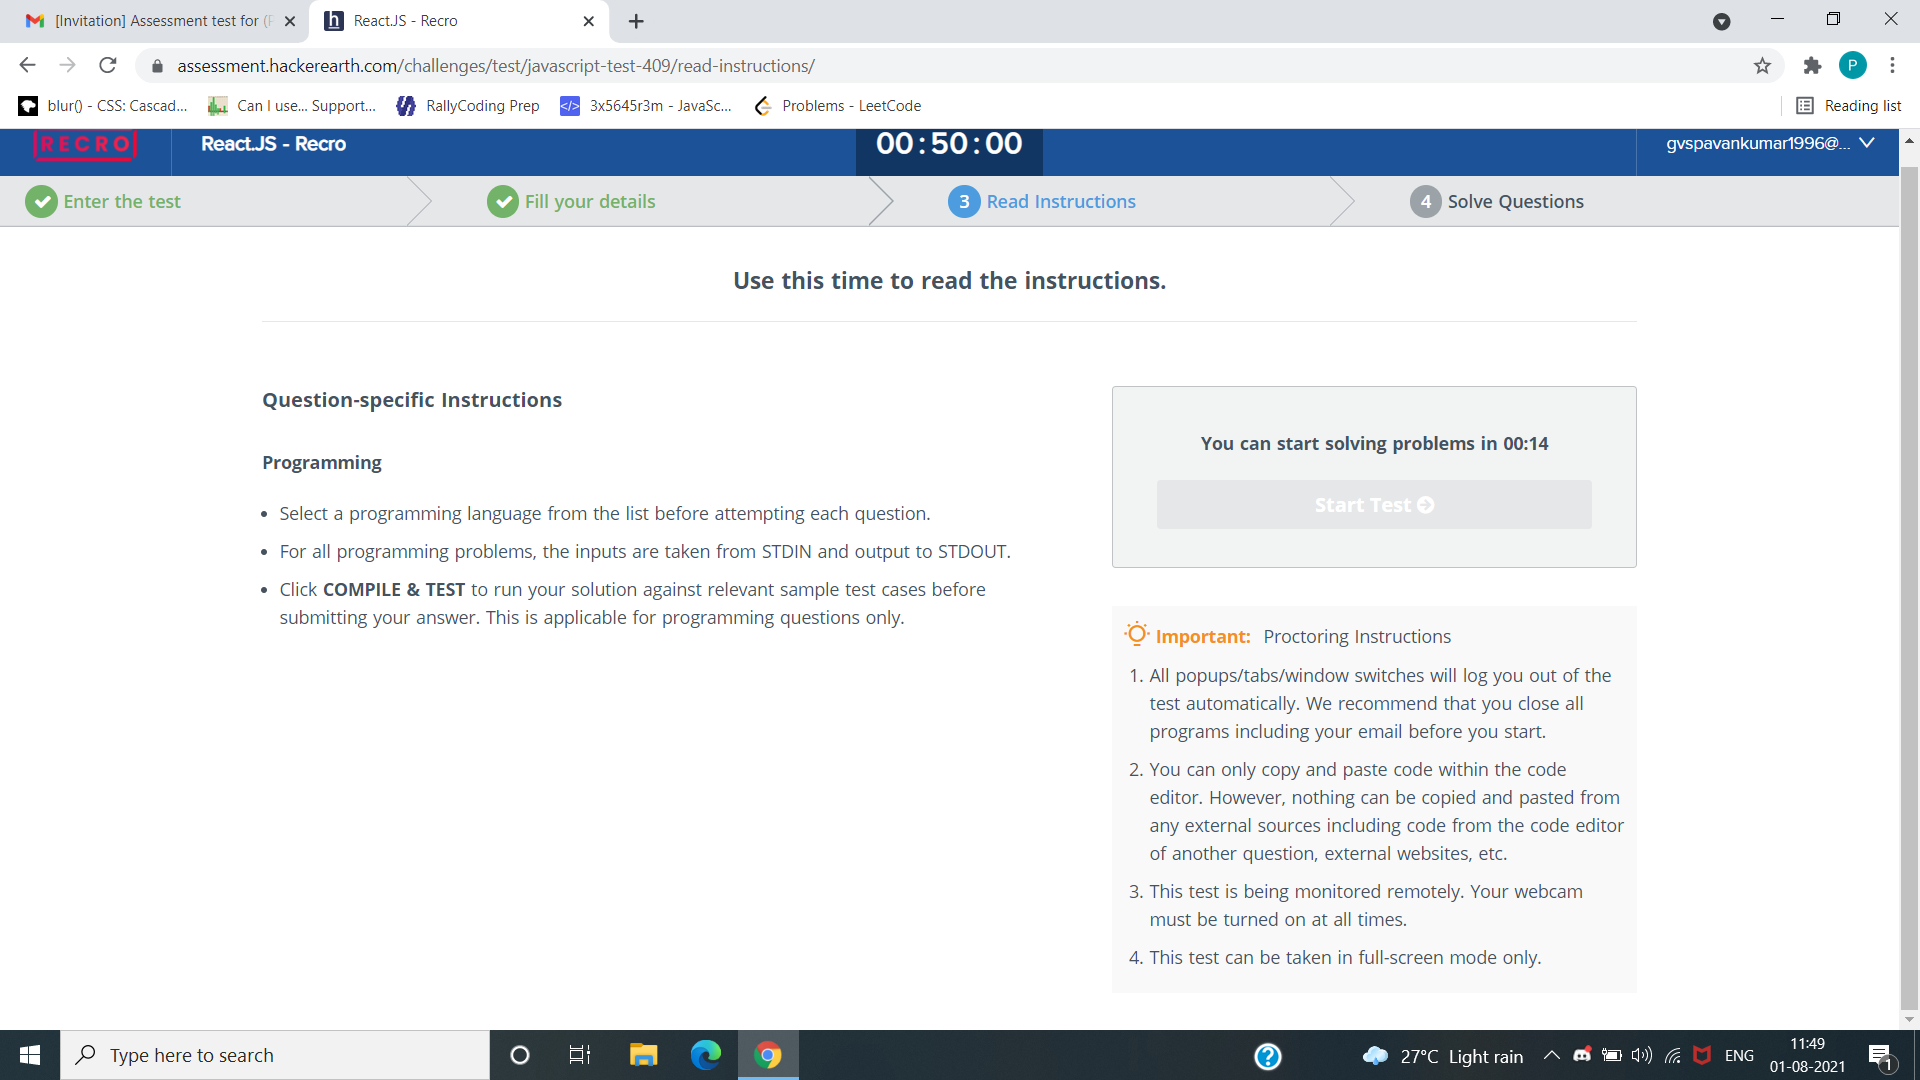 [Invitation] Assessment test for (F
React.JS - Recro
assessment.hackerearth.com/challenges/test/javascript-test-409/read-instructions/
P
blur() - CSS: Cascad...
Can I use... Support...
RallyCoding Prep
3x5645r3m - JavaSc...
Problems - LeetCode
Reading list
RECRO
React.JS - Recro
00:50:00
gvspavankumar1996@...
Enter the test
Fill your details
3 Read Instructions
4 Solve Questions
Use this time to read the instructions.
Question-specific Instructions
Programming
• Select a programming language from the list before attempting each question.
• For all programming problems, the inputs are taken from STDIN and output to STDOUT.
• Click COMPILE & TEST to run your solution against relevant sample test cases before
submitting your answer. This is applicable for programming questions only.
You can start solving problems in 00:14
Start Test
Important: Proctoring Instructions
1. All popups/tabs/window switches will log you out of the
test automatically. We recommend that you close all
programs including your email before you start.
2. You can only copy and paste code within the code
editor. However, nothing can be copied and pasted from
any external sources including code from the code editor
of another question, external websites, etc.
3. This test is being monitored remotely. Your webcam
must be turned on at all times.
4. This test can be taken in full-screen mode only.
Type here to search
27°C Light rain
ENG
11:49
01-08-2021
1